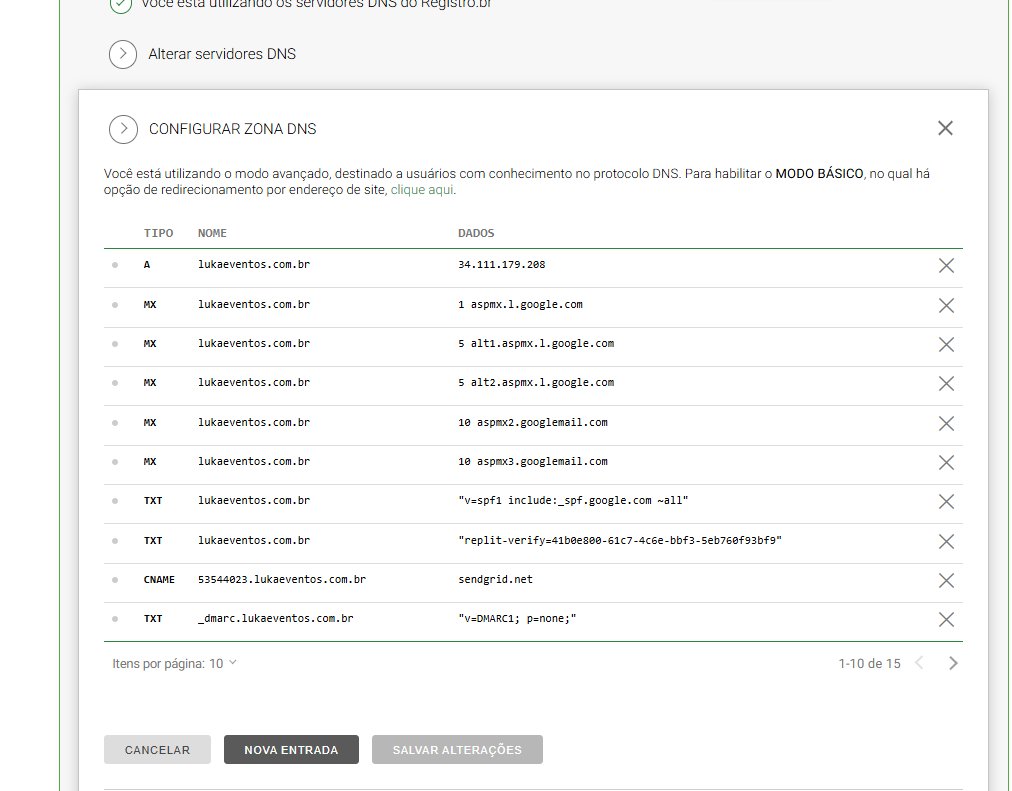 Você está utilizando os servidores DNS do Registro.br
Alterar servidores DNS
CONFIGURAR ZONA DNS
Você está utilizando o modo avançado, destinado a usuários com conhecimento no protocolo DNS. Para habilitar o MODO BÁSICO, no qual há
opção de redirecionamento por endereço de site, clique aqui.
TIPO NOME DADOS
A lukaeventos.com.br 34.111.179.208
MX lukaeventos.com.br 1 aspmx.l.google.com
MX lukaeventos.com.br 5 alt1.aspmx.l.google.com
MX lukaeventos.com.br 5 alt2.aspmx.l.google.com
MX lukaeventos.com.br 10 aspmx2.googlemail.com
MX lukaeventos.com.br 10 aspmx3.googlemail.com
TXT lukaeventos.com.br "v=spf1 include:_spf.google.com ~all"
TXT lukaeventos.com.br "replit-verify=41b0e800-61c7-4c6e-bbf3-5eb760f93bf9"
CNAME 53544023.lukaeventos.com.br sendgrid.net
TXT _dmarc.lukaeventos.com.br "v=DMARC1; p=none;"
Itens por página: 10 1-10 de 15
CANCELAR NOVA ENTRADA SALVAR ALTERAÇÕES